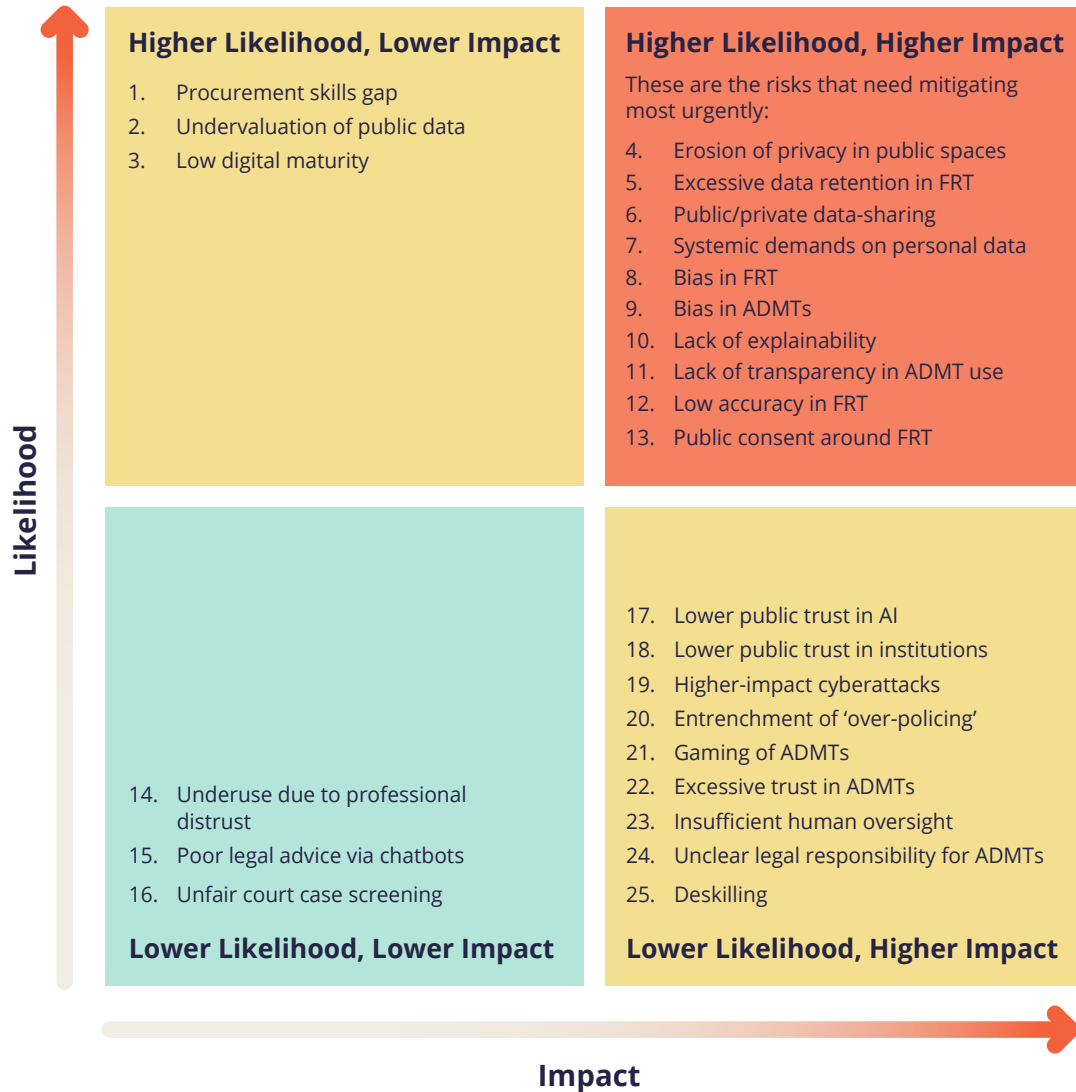 Higher Likelihood, Lower Impact
1. Procurement skills gap
2. Undervaluation of public data
3. Low digital maturity
Higher Likelihood, Higher Impact
These are the risks that need mitigating
most urgently:
4. Erosion of privacy in public spaces
5. Excessive data retention in FRT
6. Public/private data-sharing
7. Systemic demands on personal data
8. Bias in FRT
9. Bias in ADMTs
10. Lack of explainability
11. Lack of transparency in ADMT use
12. Low accuracy in FRT
13. Public consent around FRT
Likelihood
14. Underuse due to professional
distrust
15. Poor legal advice via chatbots
16. Unfair court case screening
Lower Likelihood, Lower Impact
17. Lower public trust in AI
18. Lower public trust in institutions
19. Higher-impact cyberattacks
20. Entrenchment of ‘over-policing’
21. Gaming of ADMTs
22. Excessive trust in ADMTs
23. Insufficient human oversight
24. Unclear legal responsibility for ADMTs
25. Deskilling
Lower Likelihood, Higher Impact
Impact